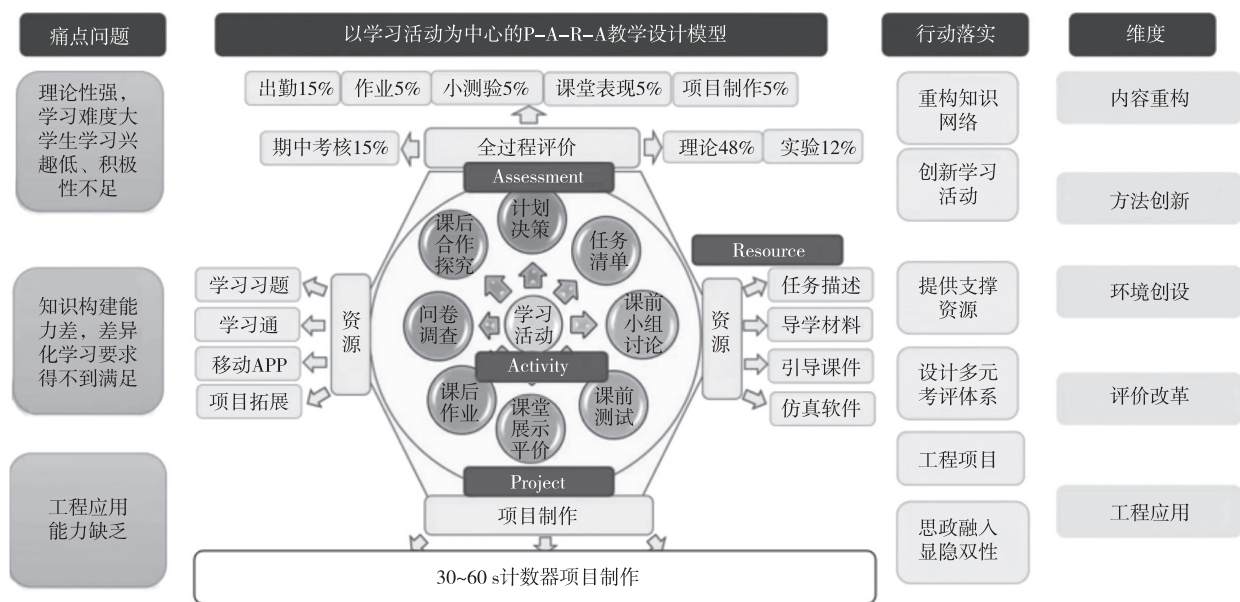 痛点问题
以学习活动为中心的P-A-R-A教学设计模型
行动落实
维度
理论性强，
学习难度大
学生学习兴
趣低、积极
性不足
知识构建能
力差，差异
化学习要求
得不到满足
工程应用
能力缺乏
出勤15%
作业5%
小测验5%
课堂表现5%
项目制作5%
期中考核15%
全过程评价
理论48%
实验12%
Assessment
计划
决策
课后
合作
探究
任务
清单
问卷
调查
学习
活动
课前
小组
讨论
Activity
课后
作业
课堂
展示
平价
课前
测试
学习习题
学习通
移动APP
项目拓展
资
源
Resource
资
源
任务描述
导学材料
引导课件
仿真软件
Project
项目制作
30~60 s计数器项目制作
重构知识
网络
创新学习
活动
提供支撑
资源
设计多元
考评体系
工程项目
思政融入
显隐双性
内容重构
方法创新
环境创设
评价改革
工程应用